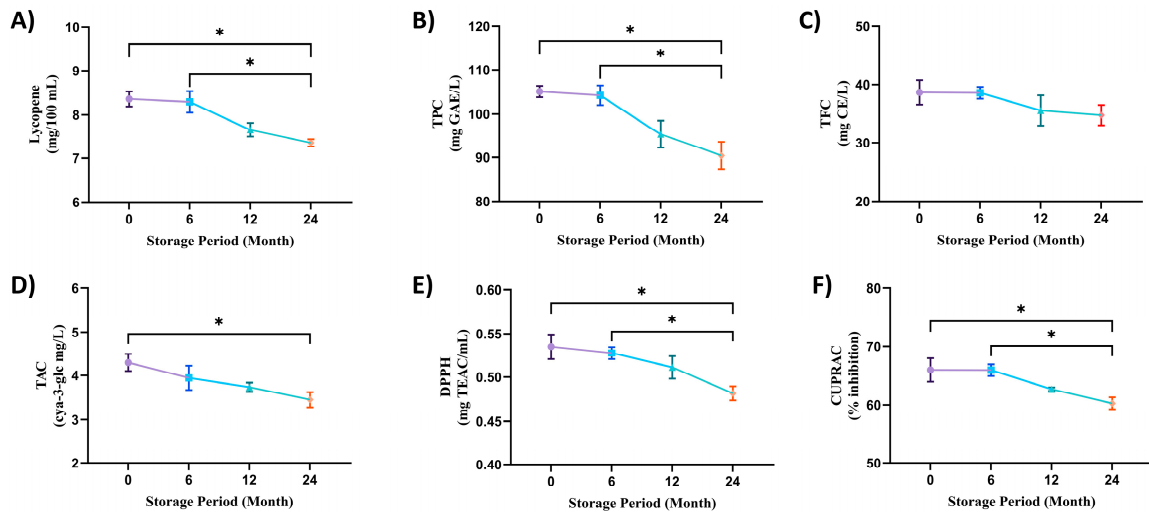 A)
10
9
8
7
6
Lycopene
(mg/100 mL)
*
*
0 6 12 24
Storage Period (Month)
B)
120
110
100
90
80
TPC
(mg GAE/L)
*
*
0 6 12 24
Storage Period (Month)
C)
50
40
30
20
TFC
(mg CE/L)
0 6 12 24
Storage Period (Month)
D)
6
5
4
3
2
TAC
(cya-3-glc mg/L)
*
0 6 12 24
Storage Period (Month)
E)
0.60
0.55
0.50
0.45
0.40
DPPH
(mg TEAC/mL)
*
*
0 6 12 24
Storage Period (Month)
F)
80
70
60
50
CUPRAC
(% inhibition)
*
*
0 6 12 24
Storage Period (Month)